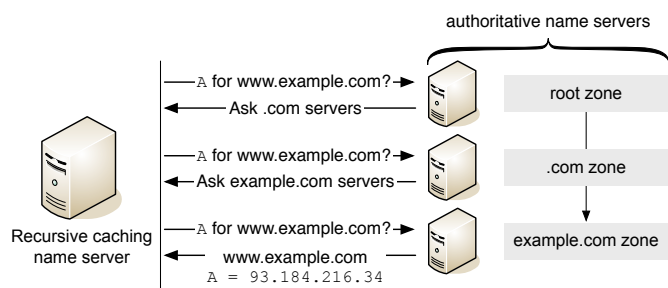 authoritative name servers
A for www.example.com?
Ask .com servers
root zone
A for www.example.com?
Ask example.com servers
.com zone
Recursive caching
name server
A for www.example.com?
www.example.com
A = 93.184.216.34
example.com zone